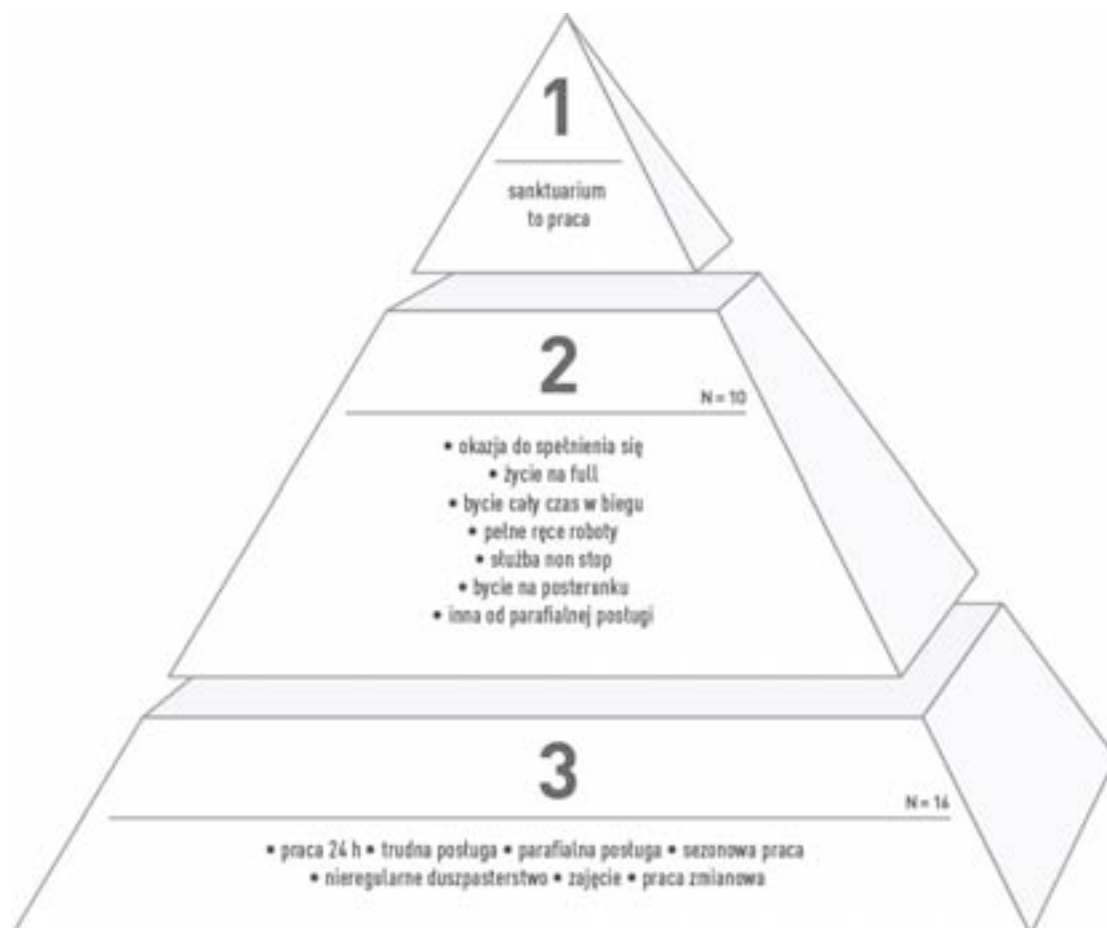 1
sanktuarium
to praca
2
N = 10
• okazja do spełnienia się
• życie na full
• bycie cały czas w biegu
• pełne ręce roboty
• służba non stop
• bycie na posterunku
• inna od parafialnej posługi
3
N = 14
• praca 24 h • trudna posługa • parafialna posługa • sezonowa praca
• nieregularne duszpasterstwo • zajęcie • praca zmianowa